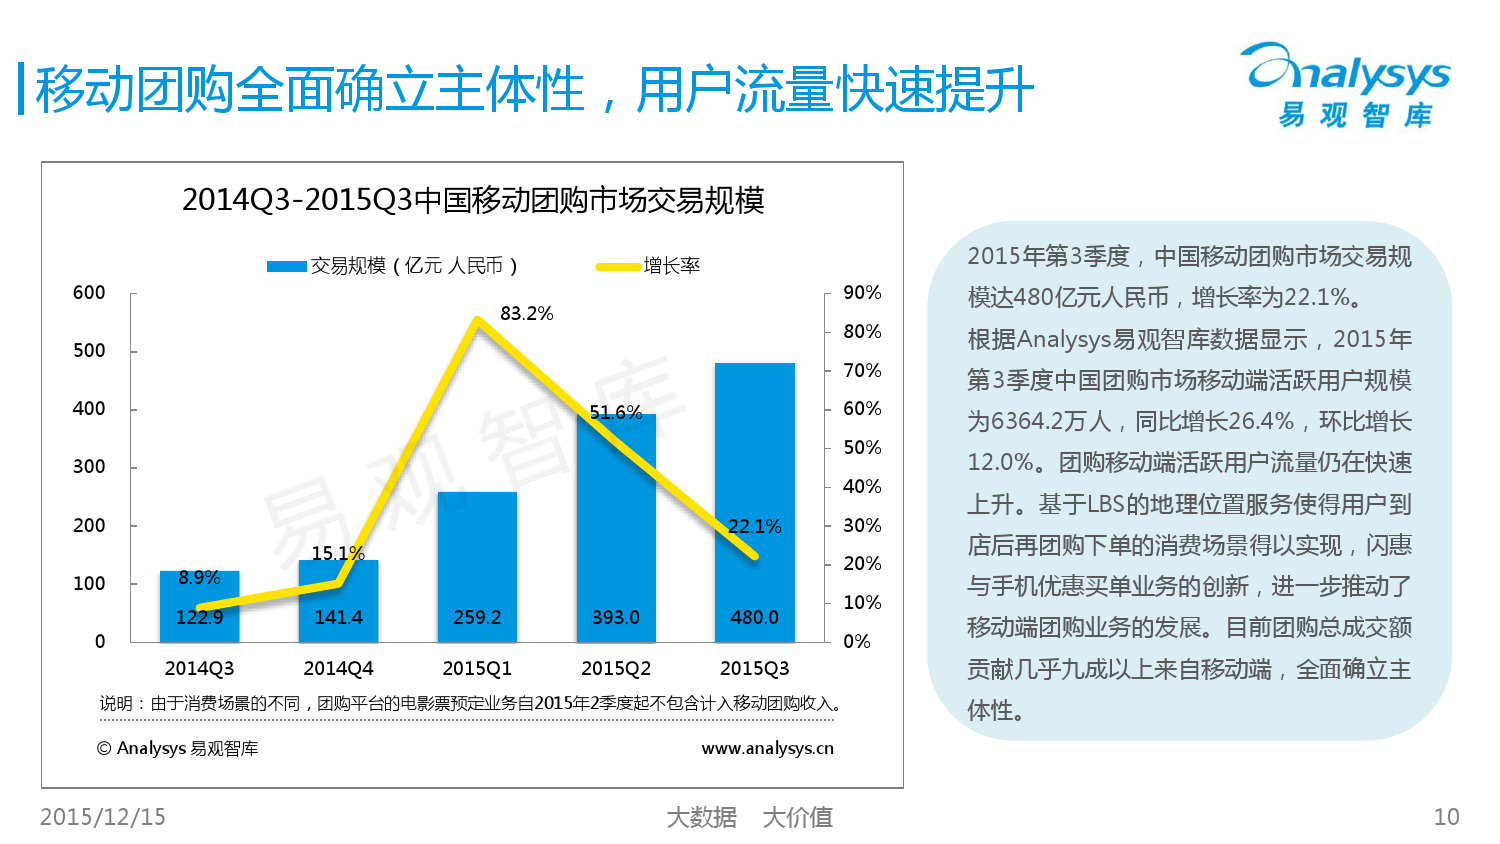 移动团购全面确立主体性，用户流量快速提升
Analysys
易观智库
2014Q3-2015Q3中国移动团购市场交易规模
交易规模（亿元 人民币）
增长率
600
500
400
300
200
100
0
90%
80%
70%
60%
50%
40%
30%
20%
10%
0%
8.9%
15.1%
83.2%
51.6%
22.1%
122.9
141.4
259.2
393.0
480.0
2014Q3
2014Q4
2015Q1
2015Q2
2015Q3
易观智库
说明：由于消费场景的不同，团购平台的电影票预定业务自2015年2季度起不包含计入移动团购收入。
© Analysys 易观智库
www.analysys.cn
2015年第3季度，中国移动团购市场交易规
模达480亿元人民币，增长率为22.1%。
根据Analysys易观智库数据显示，2015年
第3季度中国团购市场移动端活跃用户规模
为6364.2万人，同比增长26.4%，环比增长
12.0%。团购移动端活跃用户流量仍在快速
上升。基于LBS的地理位置服务使得用户到
店后再团购下单的消费场景得以实现，闪惠
与手机优惠买单业务的创新，进一步推动了
移动端团购业务的发展。目前团购总成交额
贡献几乎九成以上来自移动端，全面确立主
体性。
2015/12/15
大数据 大价值
10